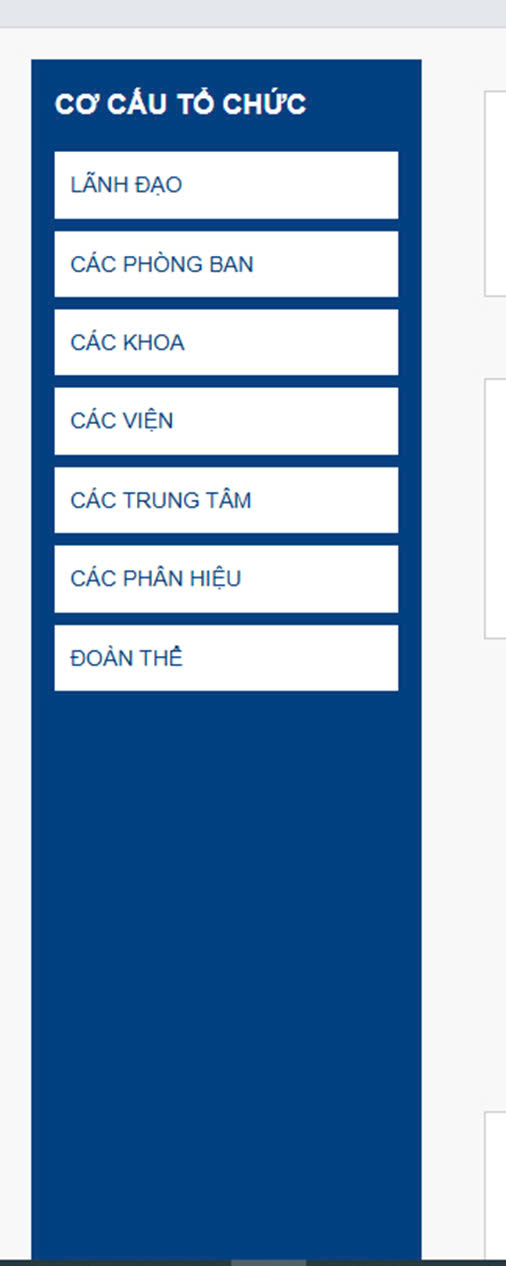 CƠ CẤU TỔ CHỨC
LÃNH ĐẠO
CÁC PHÒNG BAN
CÁC KHOA
CÁC VIỆN
CÁC TRUNG TÂM
CÁC PHÂN HIỆU
ĐOÀN THỂ